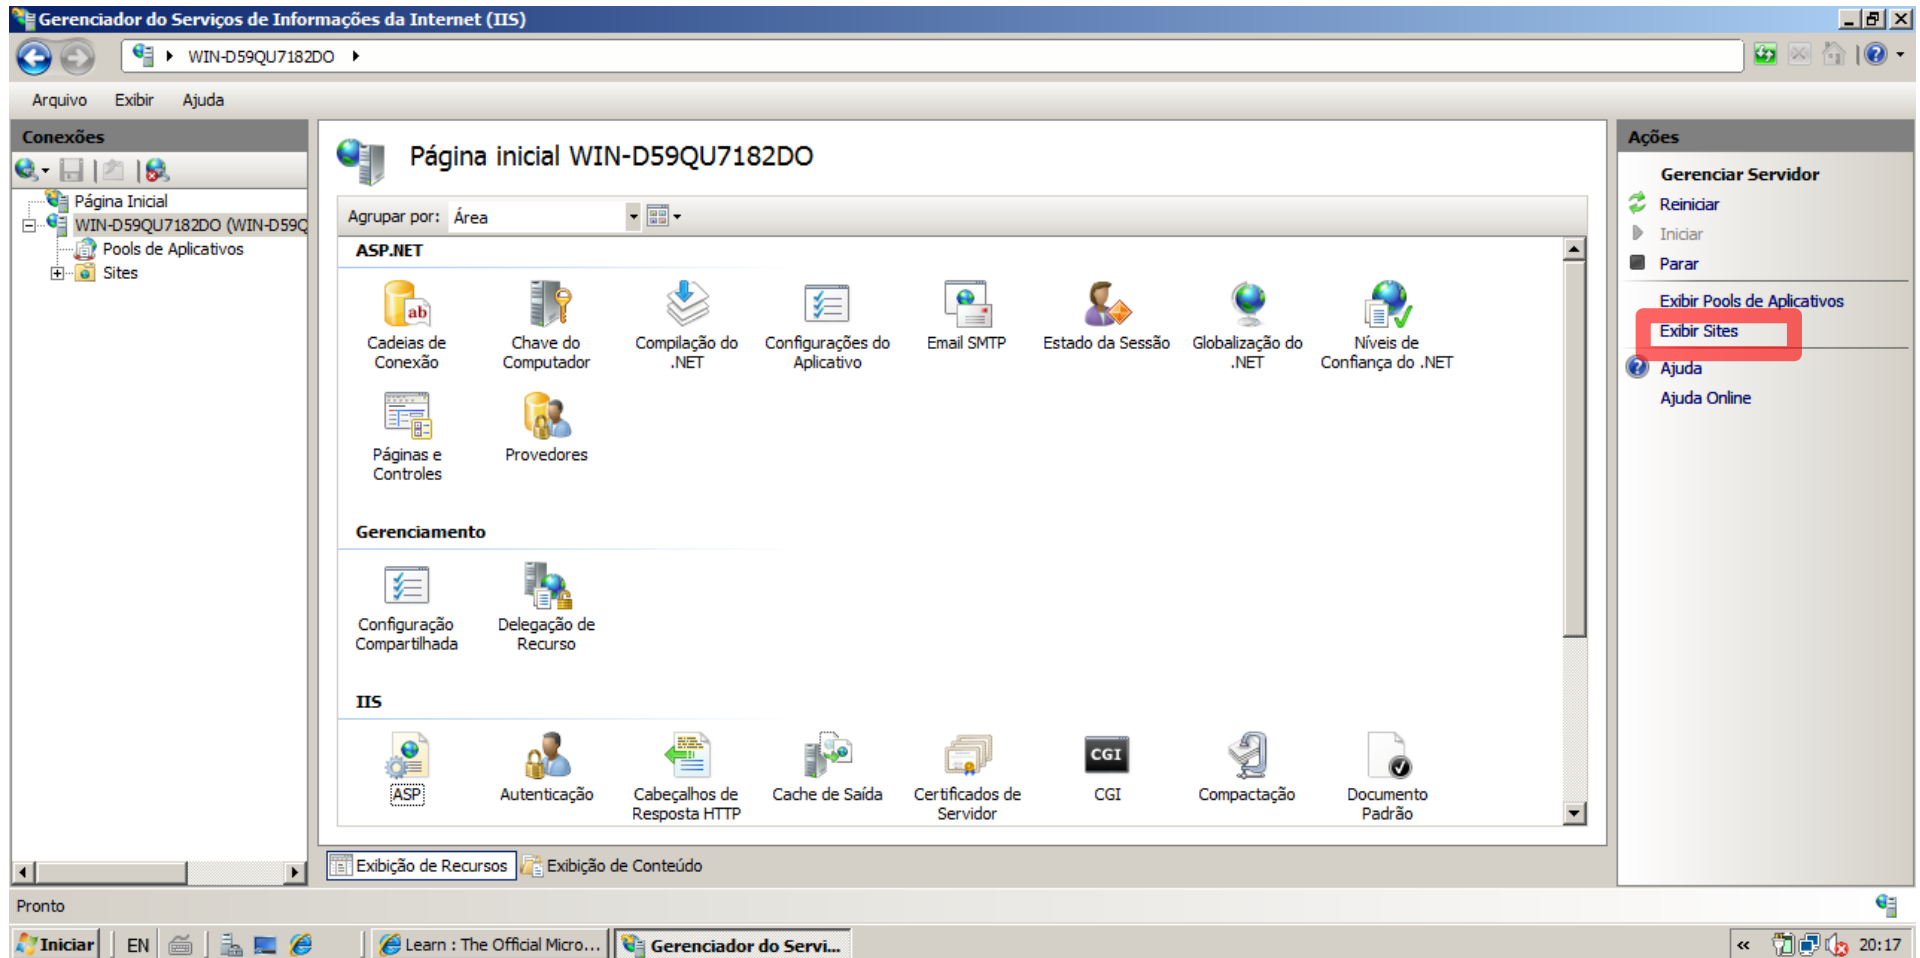 Gerenciador do Serviços de Informações da Internet (IIS)
WIN-D59QU7182DO
Arquivo Exibir Ajuda
Conexões
Página Inicial
WIN-D59QU7182DO (WIN-D59Q
Pools de Aplicativos
Sites
Página inicial WIN-D59QU7182DO
Agrupar por: Área
ASP.NET
ab
Cadeias de
Conexão
Chave do
Computador
Compilação do
.NET
Configurações do
Aplicativo
Email SMTP
Estado da Sessão
Globalização do
.NET
Níveis de
Confiança do .NET
Páginas e
Controles
Provedores
Gerenciamento
Configuração
Compartilhada
Delegação de
Recurso
IIS
ASP
Autenticação
Cabeçalhos de
Resposta HTTP
Cache de Saída
Certificados de
Servidor
CGI
CGI
Compactação
Documento
Padrão
Exibição de Recursos
Exibição de Conteúdo
Ações
Gerenciar Servidor
Reiniciar
Iniciar
Parar
Exibir Pools de Aplicativos
Exibir Sites
Ajuda
Ajuda Online
Pronto
Iniciar EN Learn : The Official Micro... Gerenciador do Servi... 20:17